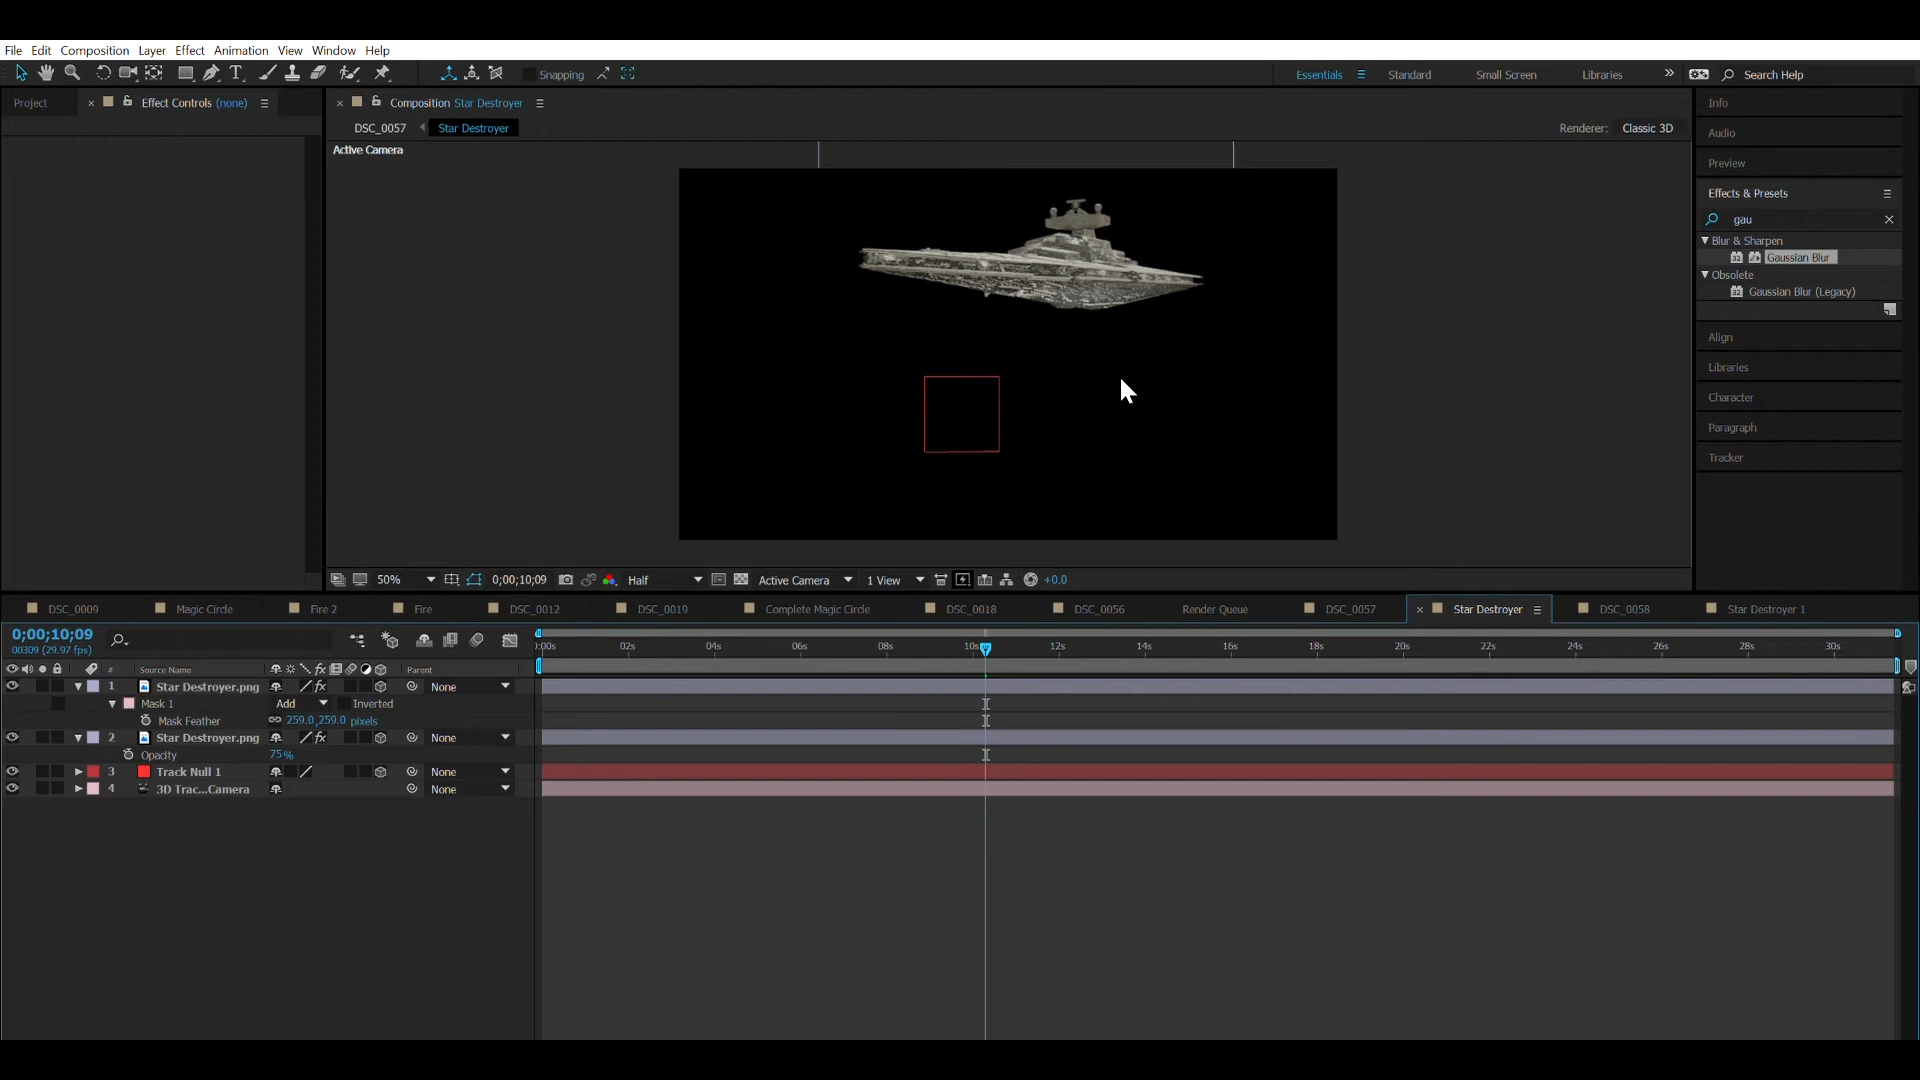 File Edit Composition Layer Effect Animation View Window Help
Snapping Essentials Standard Small Screen Libraries Search Help
Project Effect Controls (none) Composition Star Destroyer Info
DSC_0057 Star Destroyer Renderer: Classic 3D Audio
Active Camera
Preview
Effects & Presets
gau
Blur & Sharpen
Gaussian Blur
Obsolete
Gaussian Blur (Legacy)
Align
Libraries
Character
Paragraph
Tracker
50% 0;00;10;09 Half Active Camera 1 View +0.0
DSC_0009 Magic Circle Fire 2 Fire DSC_0012 DSC_0019 Complete Magic Circle DSC_0018 DSC_0056 Render Queue DSC_0057 Star Destroyer DSC_0058 Star Destroyer 1
0;00;10;09
00309 (29.97 fps)
:00s 02s 04s 06s 08s 10s 12s 14s 16s 18s 20s 22s 24s 26s 28s 30s
# Source Name fx Parent
1 Star Destroyer.png fx None
Mask 1 Add Inverted
Mask Feather 259.0,259.0 pixels
2 Star Destroyer.png fx None
Opacity 75%
3 Track Null 1 None
4 3D Trac...Camera None